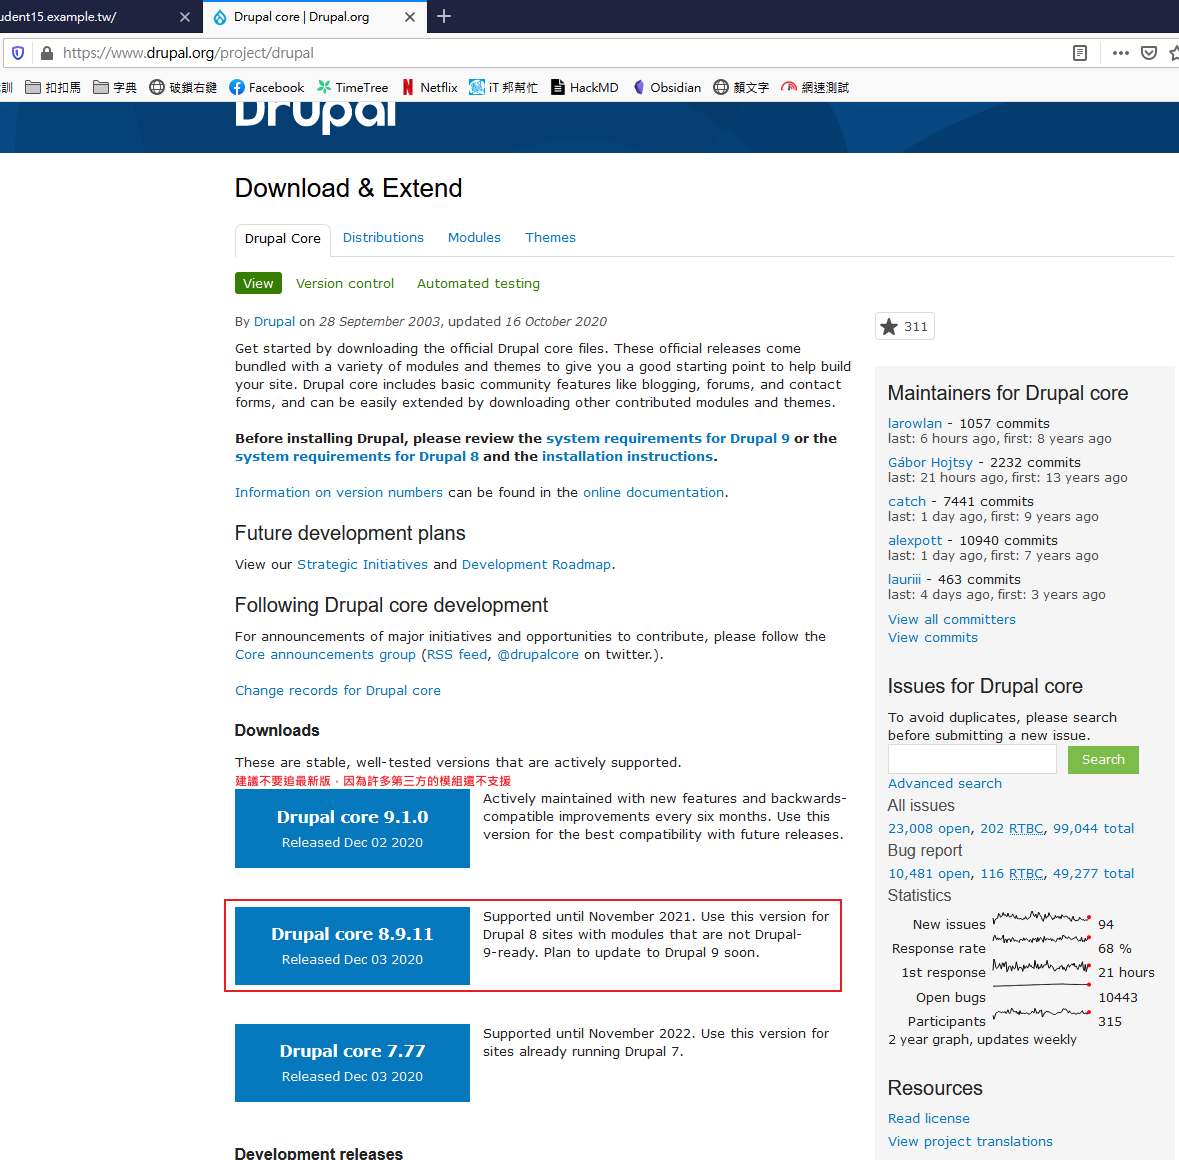 udent15.example.tw/
Drupal core | Drupal.org
https://www.drupal.org/project/drupal
訓 扣扣馬 字典 破鎖右鍵 Facebook TimeTree Netflix iT 邦幫忙 HackMD Obsidian 顏文字 網速測試
Drupal
Download & Extend
Drupal Core Distributions Modules Themes
View Version control Automated testing
By Drupal on 28 September 2003, updated 16 October 2020
Get started by downloading the official Drupal core files. These official releases come
bundled with a variety of modules and themes to give you a good starting point to help build
your site. Drupal core includes basic community features like blogging, forums, and contact
forms, and can be easily extended by downloading other contributed modules and themes.
Before installing Drupal, please review the system requirements for Drupal 9 or the
system requirements for Drupal 8 and the installation instructions.
Information on version numbers can be found in the online documentation.
Future development plans
View our Strategic Initiatives and Development Roadmap.
Following Drupal core development
For announcements of major initiatives and opportunities to contribute, please follow the
Core announcements group (RSS feed, @drupalcore on twitter.).
Change records for Drupal core
Downloads
These are stable, well-tested versions that are actively supported.
建議不要追最新版，因為許多第三方的模組還不支援
Drupal core 9.1.0
Released Dec 02 2020
Actively maintained with new features and backwards-
compatible improvements every six months. Use this
version for the best compatibility with future releases.
Drupal core 8.9.11
Released Dec 03 2020
Supported until November 2021. Use this version for
Drupal 8 sites with modules that are not Drupal-
9-ready. Plan to update to Drupal 9 soon.
Drupal core 7.77
Released Dec 03 2020
Supported until November 2022. Use this version for
sites already running Drupal 7.
Development releases
311
Maintainers for Drupal core
larowlan - 1057 commits
last: 6 hours ago, first: 8 years ago
Gábor Hojtsy - 2232 commits
last: 21 hours ago, first: 13 years ago
catch - 7441 commits
last: 1 day ago, first: 9 years ago
alexpott - 10940 commits
last: 1 day ago, first: 7 years ago
lauriii - 463 commits
last: 4 days ago, first: 3 years ago
View all committers
View commits
Issues for Drupal core
To avoid duplicates, please search
before submitting a new issue.
Search
Advanced search
All issues
23,008 open, 202 RTBC, 99,044 total
Bug report
10,481 open, 116 RTBC, 49,277 total
Statistics
New issues 94
Response rate 68 %
1st response 21 hours
Open bugs 10443
Participants 315
2 year graph, updates weekly
Resources
Read license
View project translations